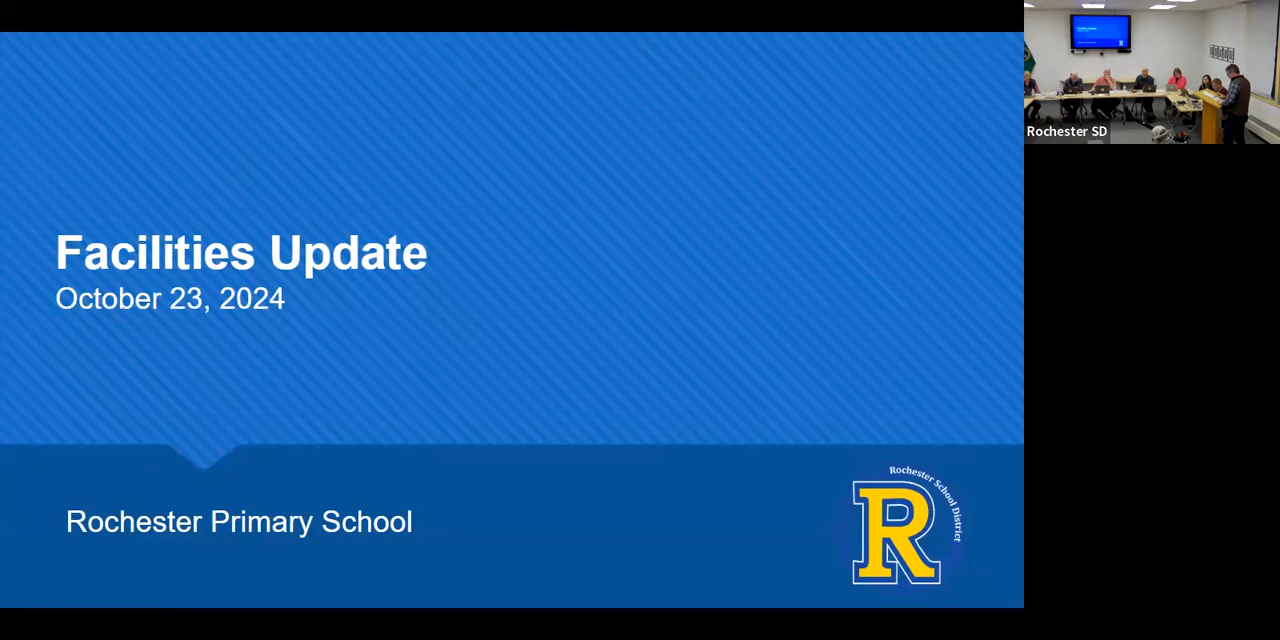 Facilities Update
October 23, 2024
Rochester Primary School
Rochester School District
R
Rochester SD